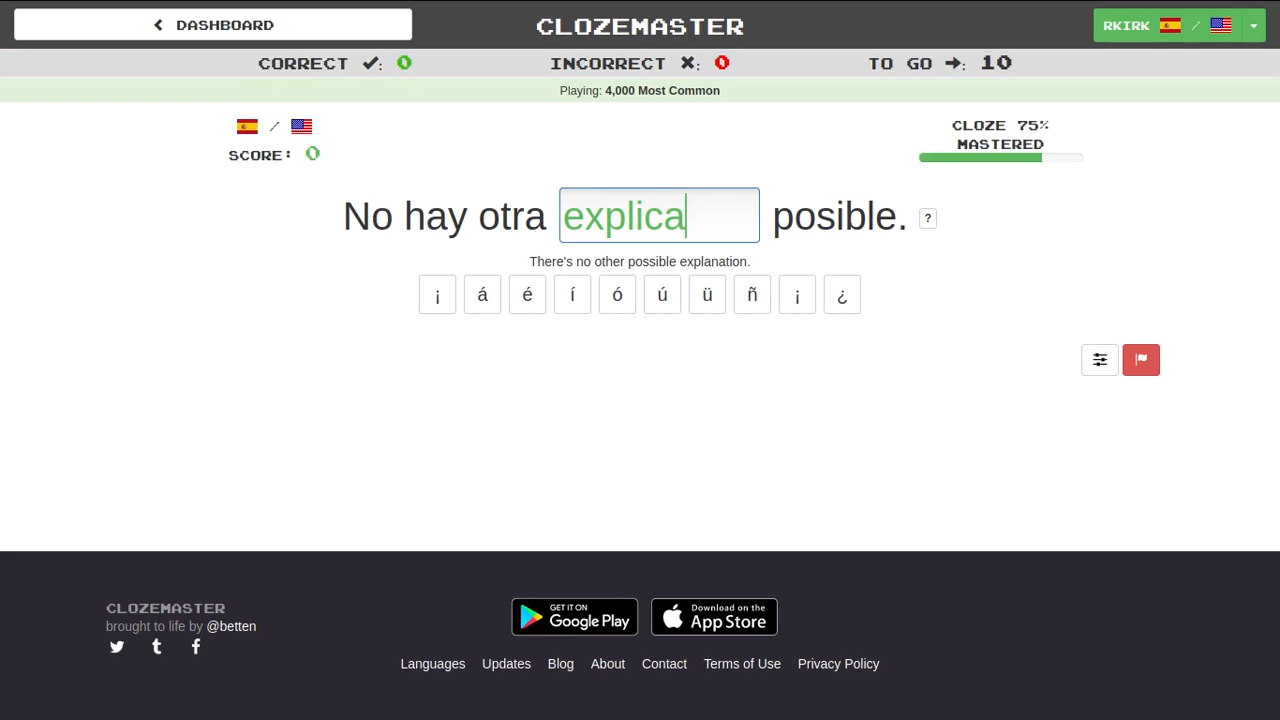 DASHBOARD
CLOZEMASTER
RKIRK /
CORRECT ✔: 0
INCORRECT ✖: 0
TO GO ➔: 10
Playing: 4,000 Most Common
/
SCORE: 0
CLOZE 75%
MASTERED
No hay otra explica posible. ?
There's no other possible explanation.
¡ á é í ó ú ü ñ ¡ ¿
CLOZEMASTER
brought to life by @betten
GET IT ON
Google Play
Download on the
App Store
Languages Updates Blog About Contact Terms of Use Privacy Policy